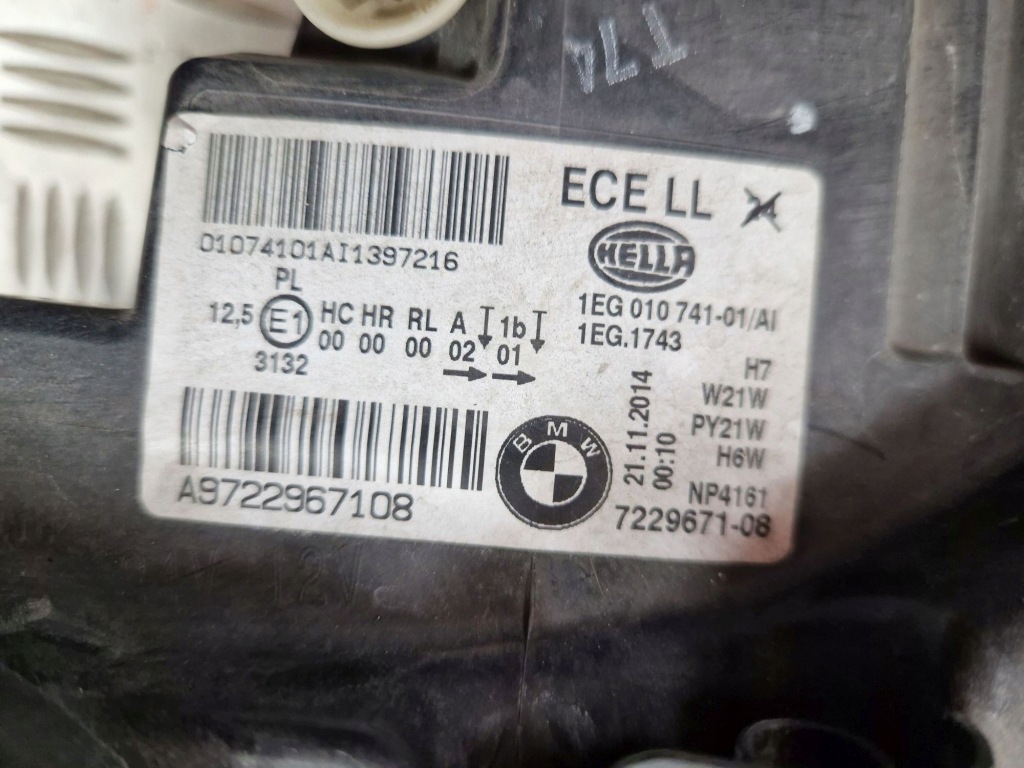 174
ECE LL
HELLA
01074101AI1397216
PL
12,5 E1 HC HR RL A 1b
00 00 00 02 01
3132
1EG 010 741-01/AI
1EG.1743
H7
W21W
PY21W
H6W
21.11.2014
00:10
NP4161
BMW
7229671-08
A9722967108
12V